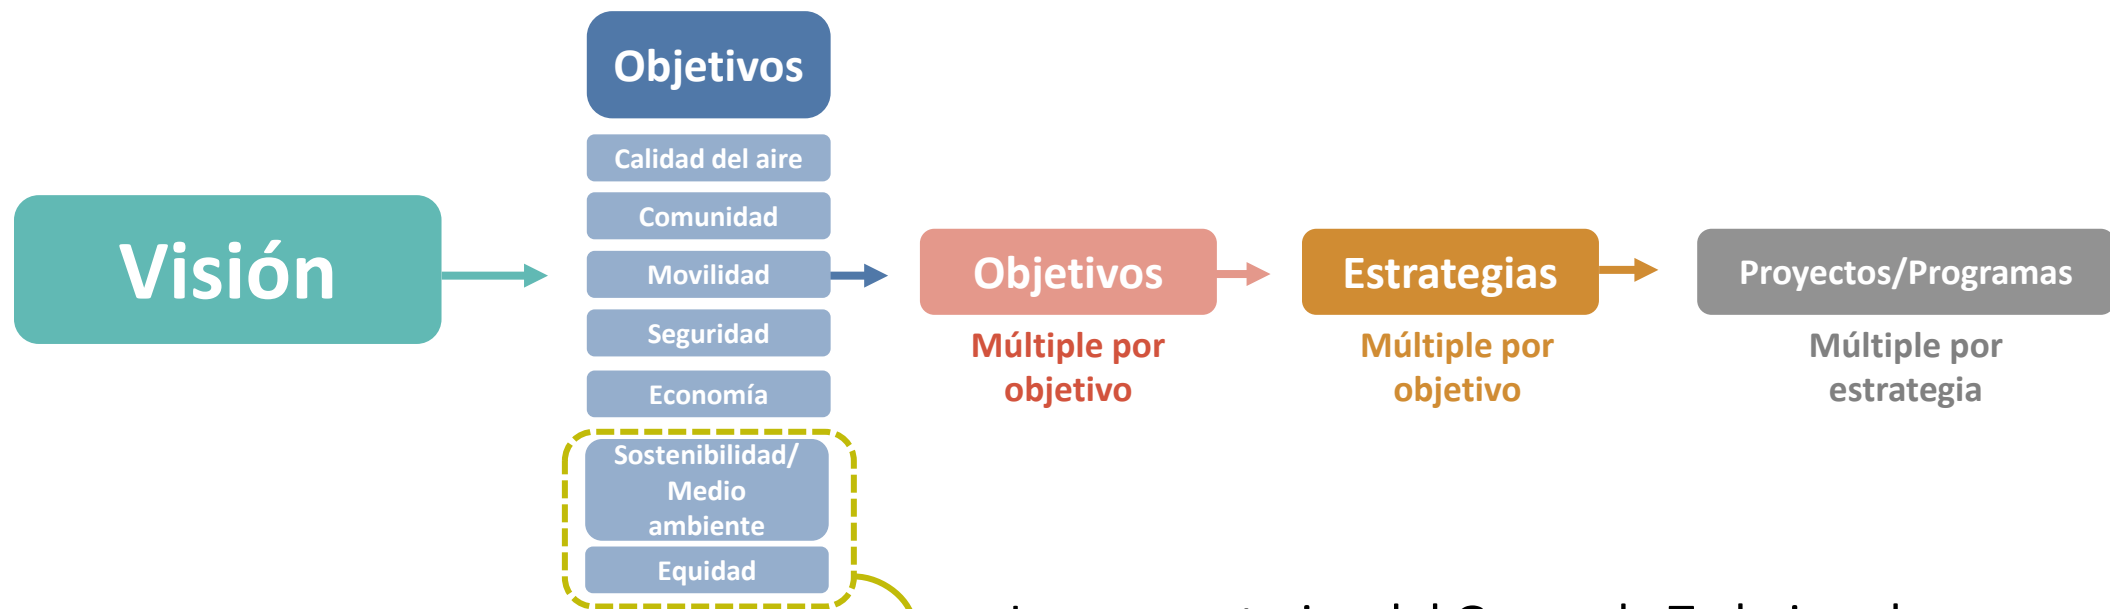 Objetivos
Calidad del aire
Comunidad
Movilidad
Seguridad
Economía
Sostenibilidad/
Medio
ambiente
Equidad
Visión
Objetivos
Múltiple por
objetivo
Estrategias
Múltiple por
objetivo
Proyectos/Programas
Múltiple por
estrategia